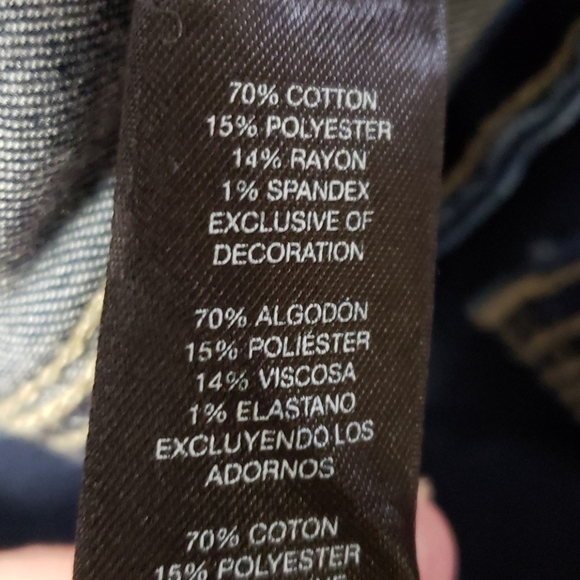 70% COTTON
15% POLYESTER
14% RAYON
1% SPANDEX
EXCLUSIVE OF
DECORATION
70% ALGODÓN
15% POLIÉSTER
14% VISCOSA
1% ELASTANO
EXCLUYENDO LOS
ADORNOS
70% COTON
15% POLYESTER